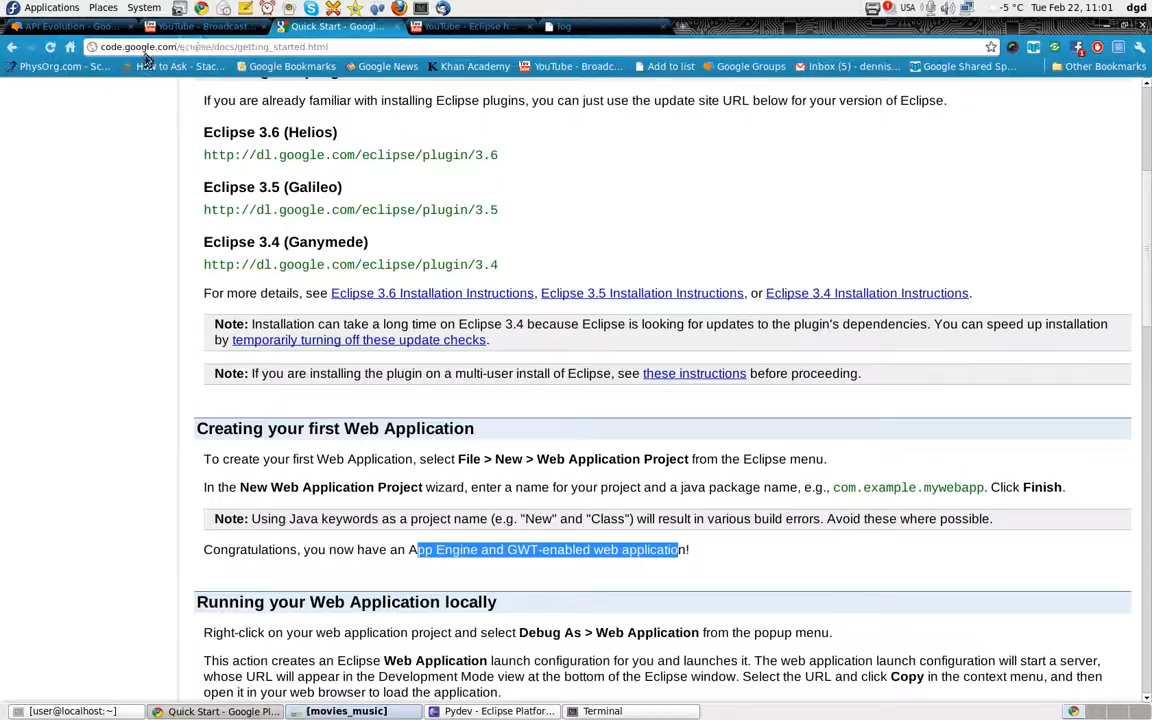 Applications Places System USA -5 °C Tue Feb 22, 11:01 dgd
API Evolution - Goo... YouTube - Broadcast... Quick Start - Googl... YouTube - Eclipse h... log
code.google.com/eclipse/docs/getting_started.html
PhysOrg.com - Sc... How to Ask - Stac... Google Bookmarks Google News Khan Academy YouTube - Broadc... Add to list Google Groups Inbox (5) - dennis... Google Shared Sp... Other Bookmarks
If you are already familiar with installing Eclipse plugins, you can just use the update site URL below for your version of Eclipse.
Eclipse 3.6 (Helios)
http://dl.google.com/eclipse/plugin/3.6
Eclipse 3.5 (Galileo)
http://dl.google.com/eclipse/plugin/3.5
Eclipse 3.4 (Ganymede)
http://dl.google.com/eclipse/plugin/3.4
For more details, see Eclipse 3.6 Installation Instructions, Eclipse 3.5 Installation Instructions, or Eclipse 3.4 Installation Instructions.
Note: Installation can take a long time on Eclipse 3.4 because Eclipse is looking for updates to the plugin's dependencies. You can speed up installation
by temporarily turning off these update checks.
Note: If you are installing the plugin on a multi-user install of Eclipse, see these instructions before proceeding.
Creating your first Web Application
To create your first Web Application, select File > New > Web Application Project from the Eclipse menu.
In the New Web Application Project wizard, enter a name for your project and a java package name, e.g., com.example.mywebapp. Click Finish.
Note: Using Java keywords as a project name (e.g. "New" and "Class") will result in various build errors. Avoid these where possible.
Congratulations, you now have an App Engine and GWT-enabled web application!
Running your Web Application locally
Right-click on your web application project and select Debug As > Web Application from the popup menu.
This action creates an Eclipse Web Application launch configuration for you and launches it. The web application launch configuration will start a server,
whose URL will appear in the Development Mode view at the bottom of the Eclipse window. Select the URL and click Copy in the context menu, and then
open it in your web browser to load the application.
[user@localhost:~] Quick Start - Google Pl... [movies_music] Pydev - Eclipse Platfor... Terminal